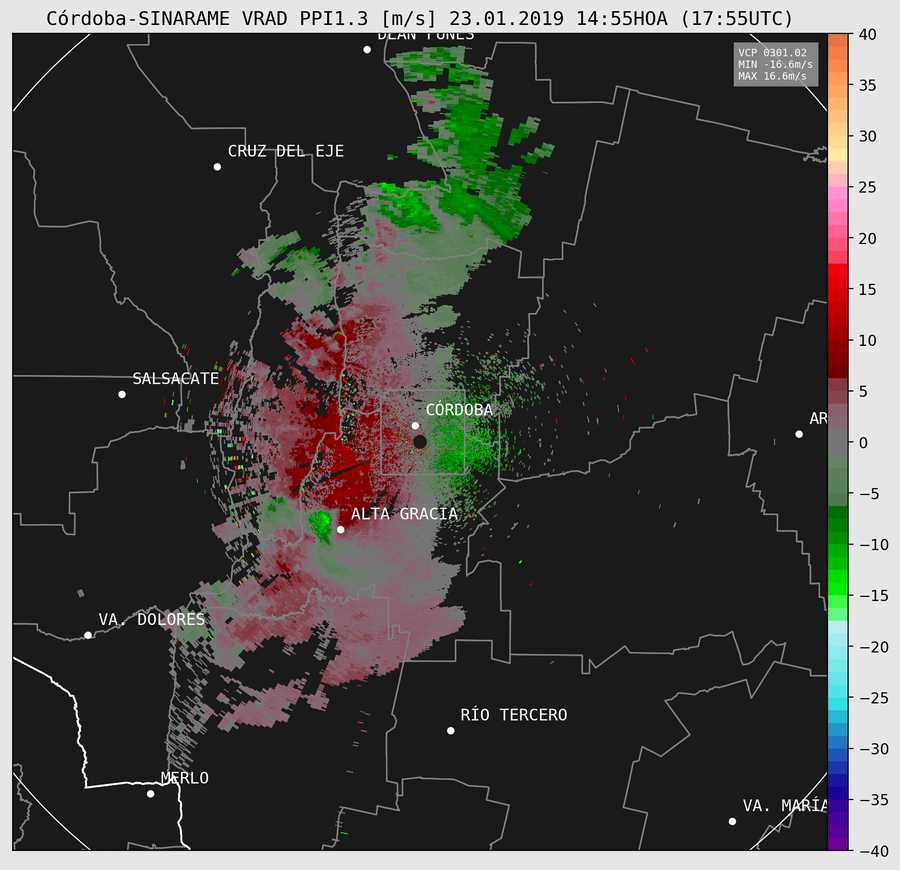 Córdoba-SINARAME VRAD PPI1.3 [m/s] 23.01.2019 14:55HOA (17:55UTC)
DEAN FUNES
VCP 0301.02
MIN -16.6m/s
MAX 16.6m/s
CRUZ DEL EJE
SALSACATE
CÓRDOBA
AR
ALTA GRACIA
VA. DOLORES
RÍO TERCERO
MERLO
VA. MARÍA
40
35
30
25
20
15
10
5
0
−5
−10
−15
−20
−25
−30
−35
−40